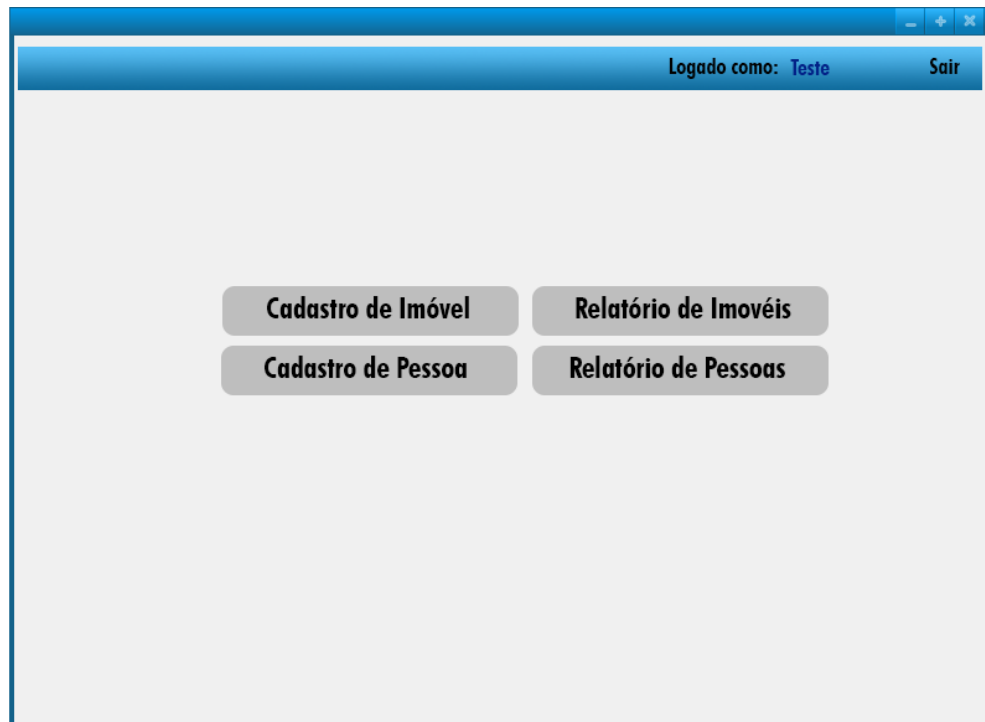 Logado como: Teste Sair
Cadastro de Imóvel Relatório de Imovéis
Cadastro de Pessoa Relatório de Pessoas